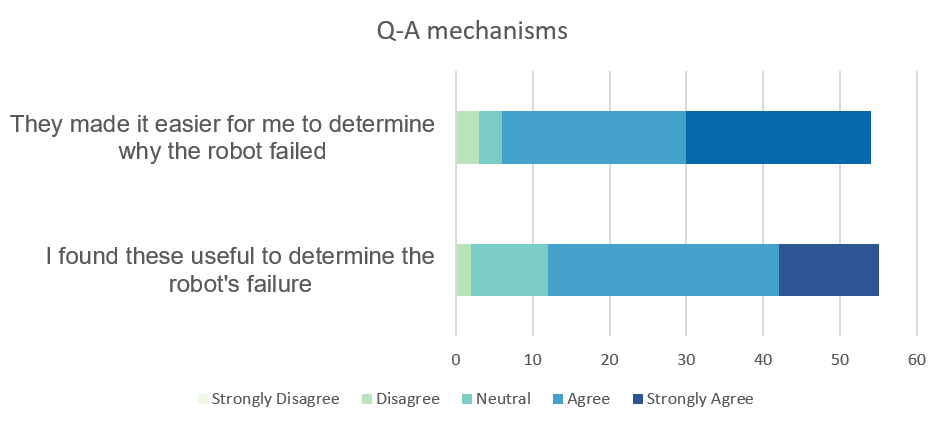 Q-A mechanisms
They made it easier for me to determine
why the robot failed
I found these useful to determine the
robot's failure
0 10 20 30 40 50 60
Strongly Disagree Disagree Neutral Agree Strongly Agree